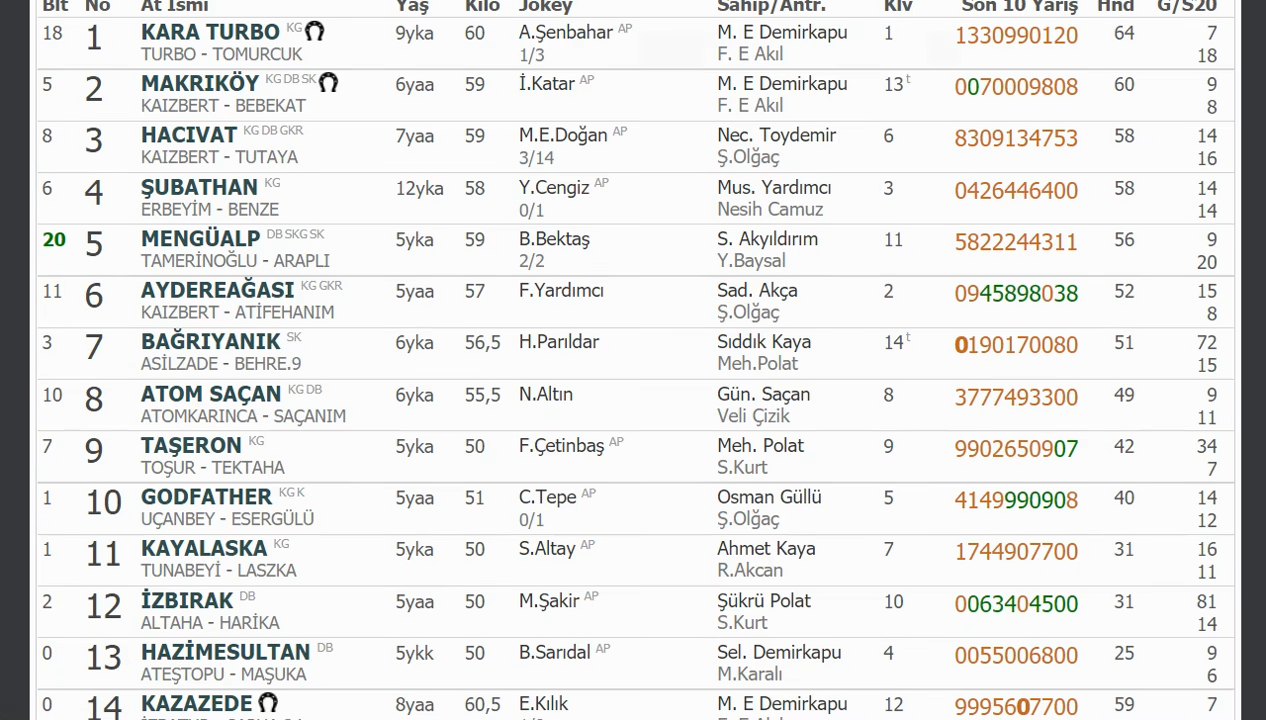 Blt No At İsmi Yaş Kilo Jokey Sahip/Antr. Klv Son 10 Yarış Hnd G/S20
18 1 KARA TURBO KG 9yka 60 A.Şenbahar AP M. E Demirkapu 1 1330990120 64 7
TURBO - TOMURCUK 1/3 F. E Akıl 18
5 2 MAKRIKÖY KG DB SK 6yaa 59 İ.Katar AP M. E Demirkapu 13 t 0070009808 60 9
KAIZBERT - BEBEKAT F. E Akıl 8
8 3 HACIVAT KG DB GKR 7yaa 59 M.E.Doğan AP Nec. Toydemir 6 8309134753 58 14
KAIZBERT - TUTAYA 3/14 Ş.Olğaç 16
6 4 ŞUBATHAN KG 12yka 58 Y.Cengiz AP Mus. Yardımcı 3 0426446400 58 14
ERBEYİM - BENZE 0/1 Nesih Camuz 14
20 5 MENGÜALP DB SKG SK 5yka 59 B.Bektaş S. Akyıldırım 11 5822244311 56 9
TAMERİNOĞLU - ARAPLI 2/2 Y.Baysal 20
11 6 AYDEREAĞASI KG GKR 5yaa 57 F.Yardımcı Sad. Akça 2 0945898038 52 15
KAIZBERT - ATİFEHANIM Ş.Olğaç 8
3 7 BAĞRIYANIK SK 6yka 56,5 H.Parıldar Sıddık Kaya 14 t 0190170080 51 72
ASİLZADE - BEHRE.9 Meh.Polat 15
10 8 ATOM SAÇAN KG DB 6yka 55,5 N.Altın Gün. Saçan 8 3777493300 49 9
ATOMKARINCA - SAÇANIM Veli Çizik 11
7 9 TAŞERON KG 5yka 50 F.Çetinbaş AP Meh. Polat 9 9902650907 42 34
TOŞUR - TEKTAHA S.Kurt 7
1 10 GODFATHER KG K 5yaa 51 C.Tepe AP Osman Güllü 5 4149990908 40 14
UÇANBEY - ESERGÜLÜ 0/1 Ş.Olğaç 12
1 11 KAYALASKA KG 5yka 50 S.Altay AP Ahmet Kaya 7 1744907700 31 16
TUNABEYİ - LASZKA R.Akcan 11
2 12 İZBIRAK DB 5yaa 50 M.Şakir AP Şükrü Polat 10 0063404500 31 81
ALTAHA - HARİKA S.Kurt 14
0 13 HAZİMESULTAN DB 5ykk 50 B.Sarıdal AP Sel. Demirkapu 4 0055006800 25 9
ATEŞTOPU - MAŞUKA M.Karalı 6
0 14 KAZAZEDE 8yaa 60,5 E.Kılık M. E Demirkapu 12 9995607700 59 7